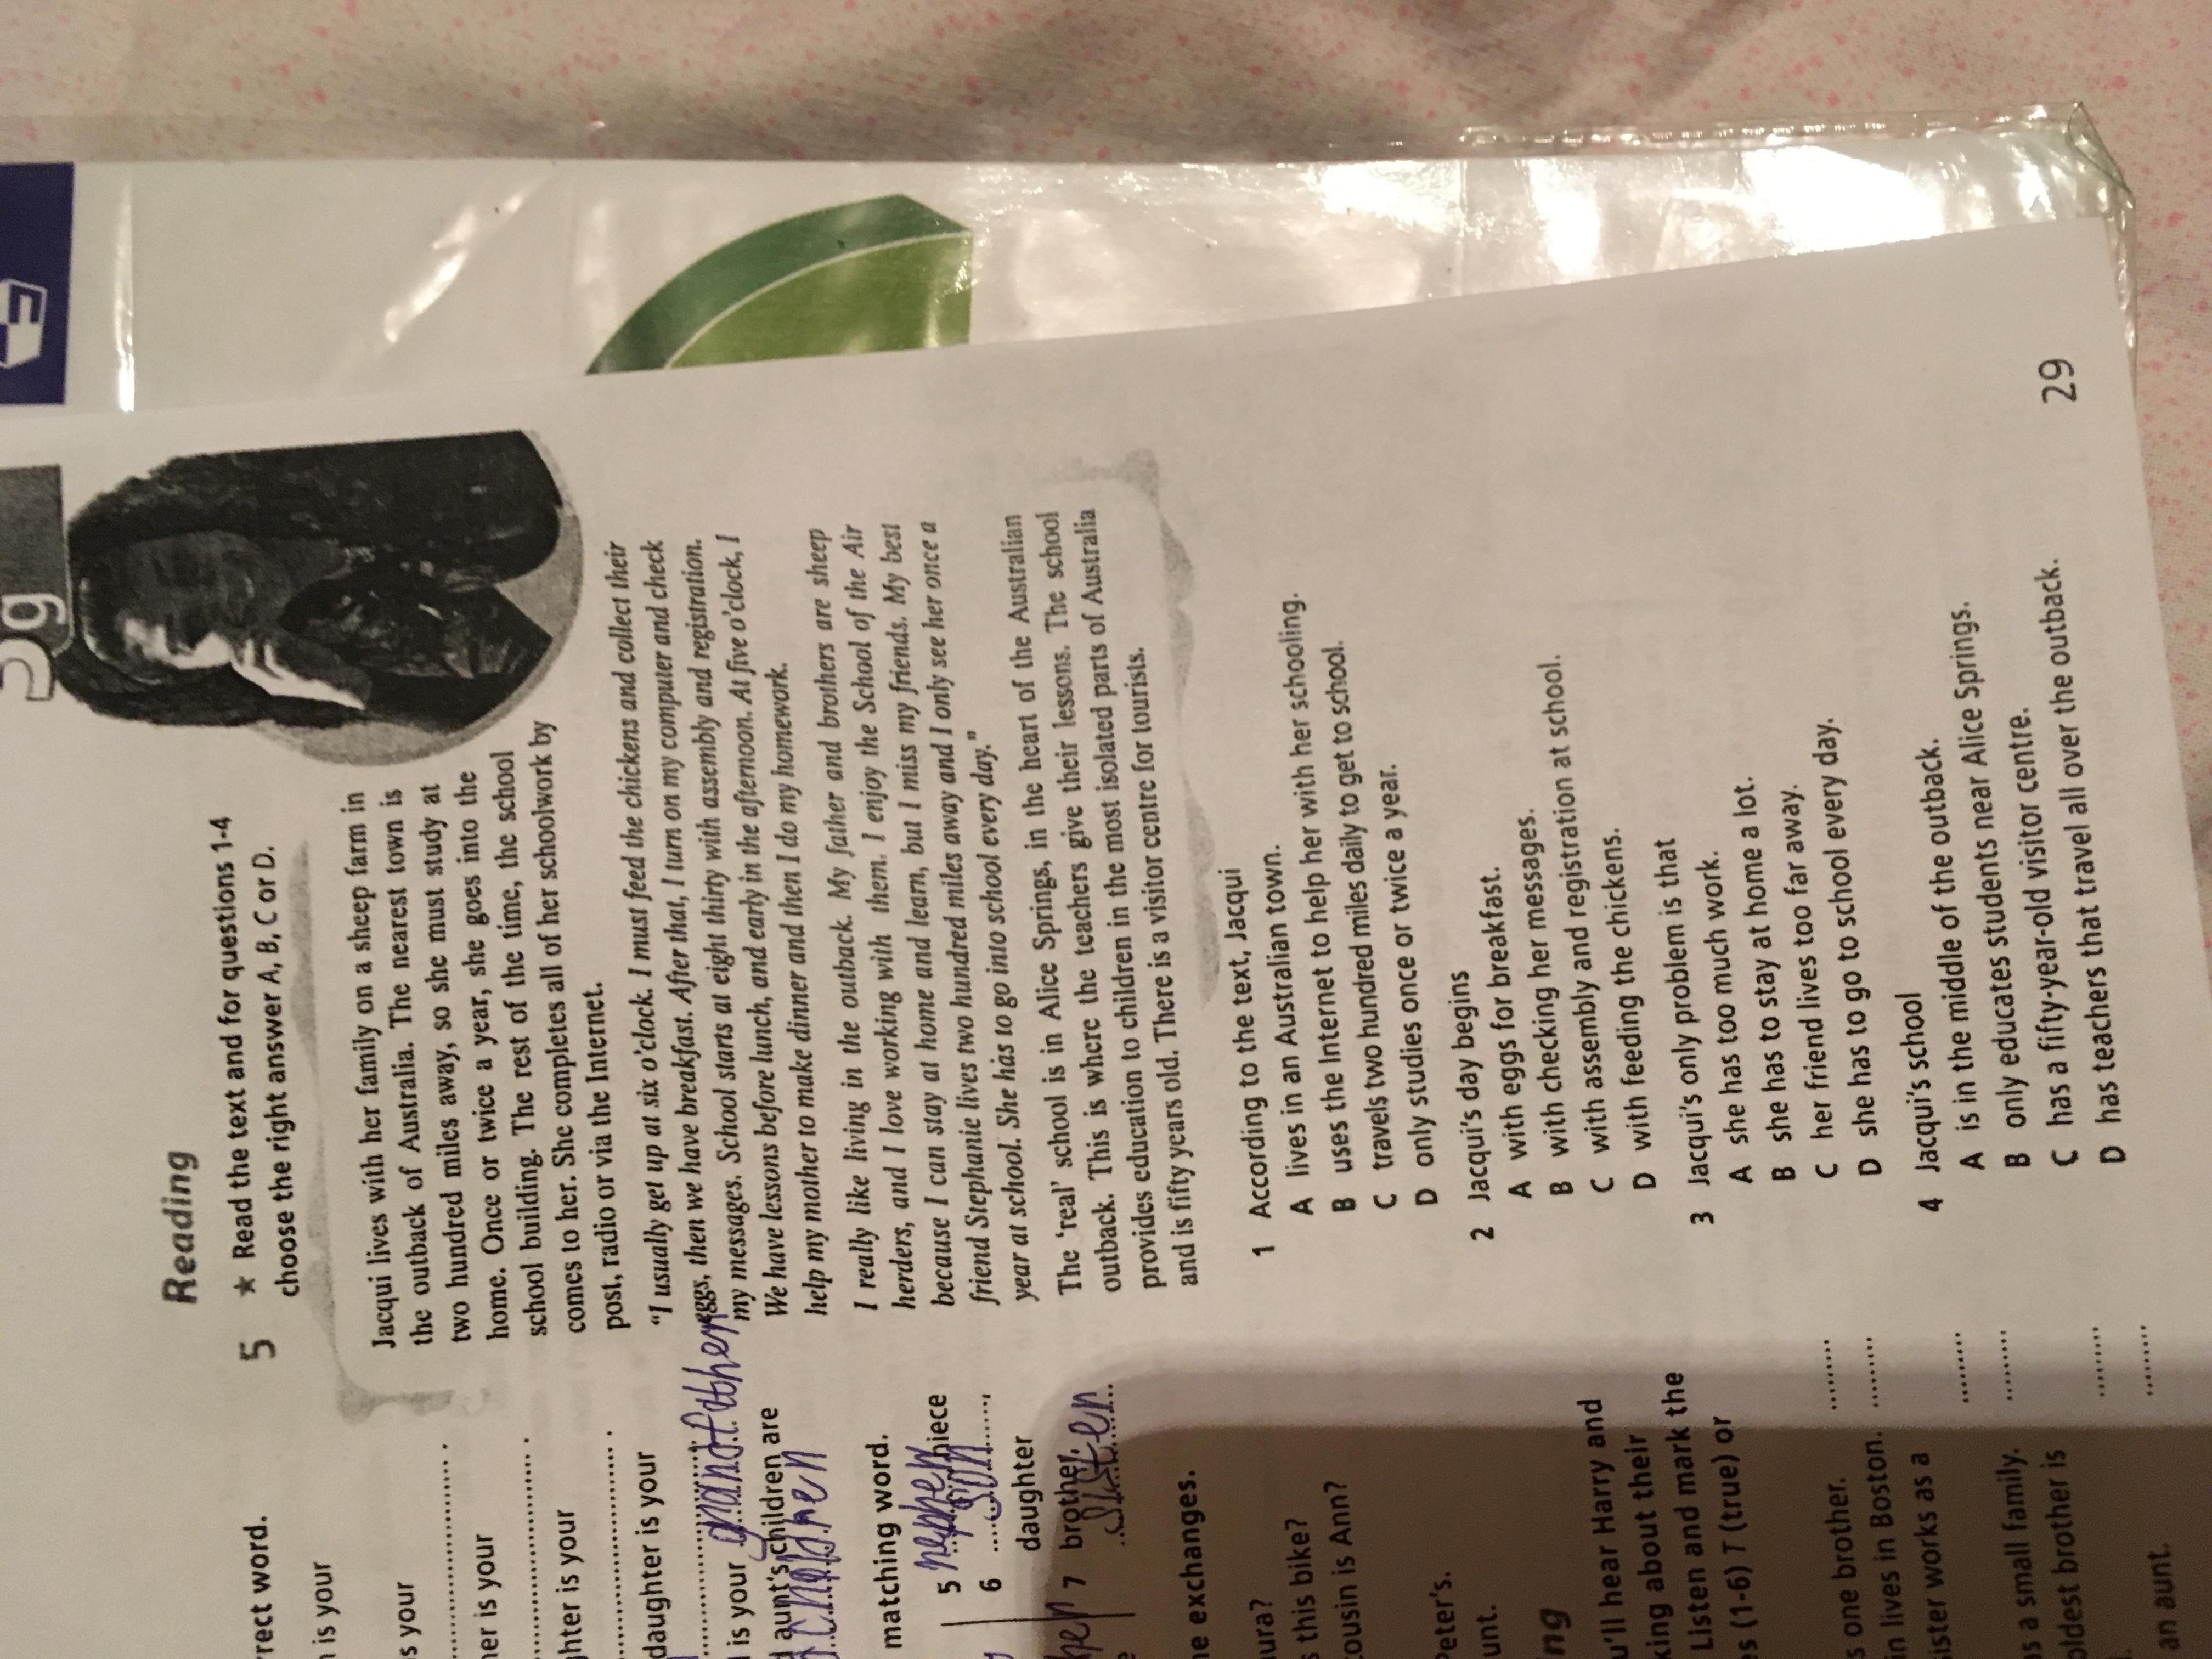 5g
Reading
5 ★ Read the text and for questions 1-4
choose the right answer A, B, C or D.
Jacqui lives with her family on a sheep farm in
the outback of Australia. The nearest town is
two hundred miles away, so she must study at
home. Once or twice a year, she goes into the
school building. The rest of the time, the school
comes to her. She completes all of her schoolwork by
post, radio or via the Internet.
"I usually get up at six o'clock. I must feed the chickens and collect their
eggs, then we have breakfast. After that, I turn on my computer and check
my messages. School starts at eight thirty with assembly and registration.
We have lessons before lunch, and early in the afternoon. At five o'clock, I
help my mother to make dinner and then I do my homework.
I really like living in the outback. My father and brothers are sheep
herders, and I love working with them. I enjoy the School of the Air
because I can stay at home and learn, but I miss my friends. My best
friend Stephanie lives two hundred miles away and I only see her once a
year at school. She has to go into school every day."
The 'real' school is in Alice Springs, in the heart of the Australian
outback. This is where the teachers give their lessons. The school
provides education to children in the most isolated parts of Australia
and is fifty years old. There is a visitor centre for tourists.
1 According to the text, Jacqui
A lives in an Australian town.
B uses the Internet to help her with her schooling.
C travels two hundred miles daily to get to school.
D only studies once or twice a year.
2 Jacqui's day begins
A with eggs for breakfast.
B with checking her messages.
C with assembly and registration at school.
D with feeding the chickens.
3 Jacqui's only problem is that
A she has too much work.
B she has to stay at home a lot.
C her friend lives too far away.
D she has to go to school every day.
4 Jacqui's school
A is in the middle of the outback.
B only educates students near Alice Springs.
C has a fifty-year-old visitor centre.
D has teachers that travel all over the outback.
29
word.
is your
your
is your
is your
daughter is your
is your grandfather
aunt's children are
matching word.
5 nephew niece
6 son
daughter
7 brother,
sister
exchanges.
this bike?
cousin is Ann?
hear Harry and
about their
Listen and mark the
(1-6) T (true) or
one brother.
lives in Boston.
works as a
a small family.
oldest brother is
an aunt.